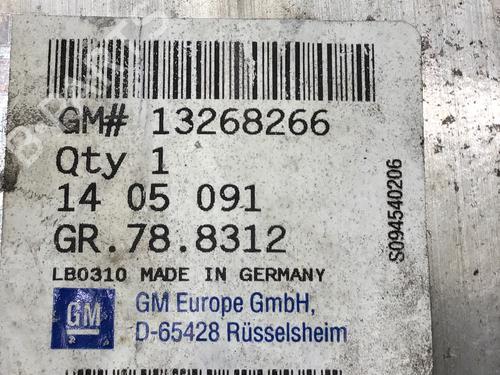 GM# 13268266
Qty 1
14 05 091
GR.78.8312
LB0310 MADE IN GERMANY
GM
GM Europe GmbH,
D-65428 Rüsselsheim
S094540206
B-PARTS